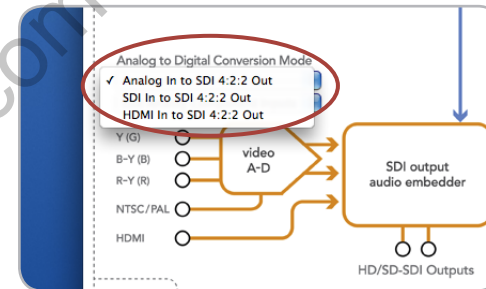 com
Analog to Digital Conversion Mode
✓ Analog In to SDI 4:2:2 Out
SDI In to SDI 4:2:2 Out
HDMI In to SDI 4:2:2 Out
Y (G)
B-Y (B)
R-Y (R)
NTSC/PAL
HDMI
video
A-D
SDI output
audio embedder
HD/SD-SDI Outputs